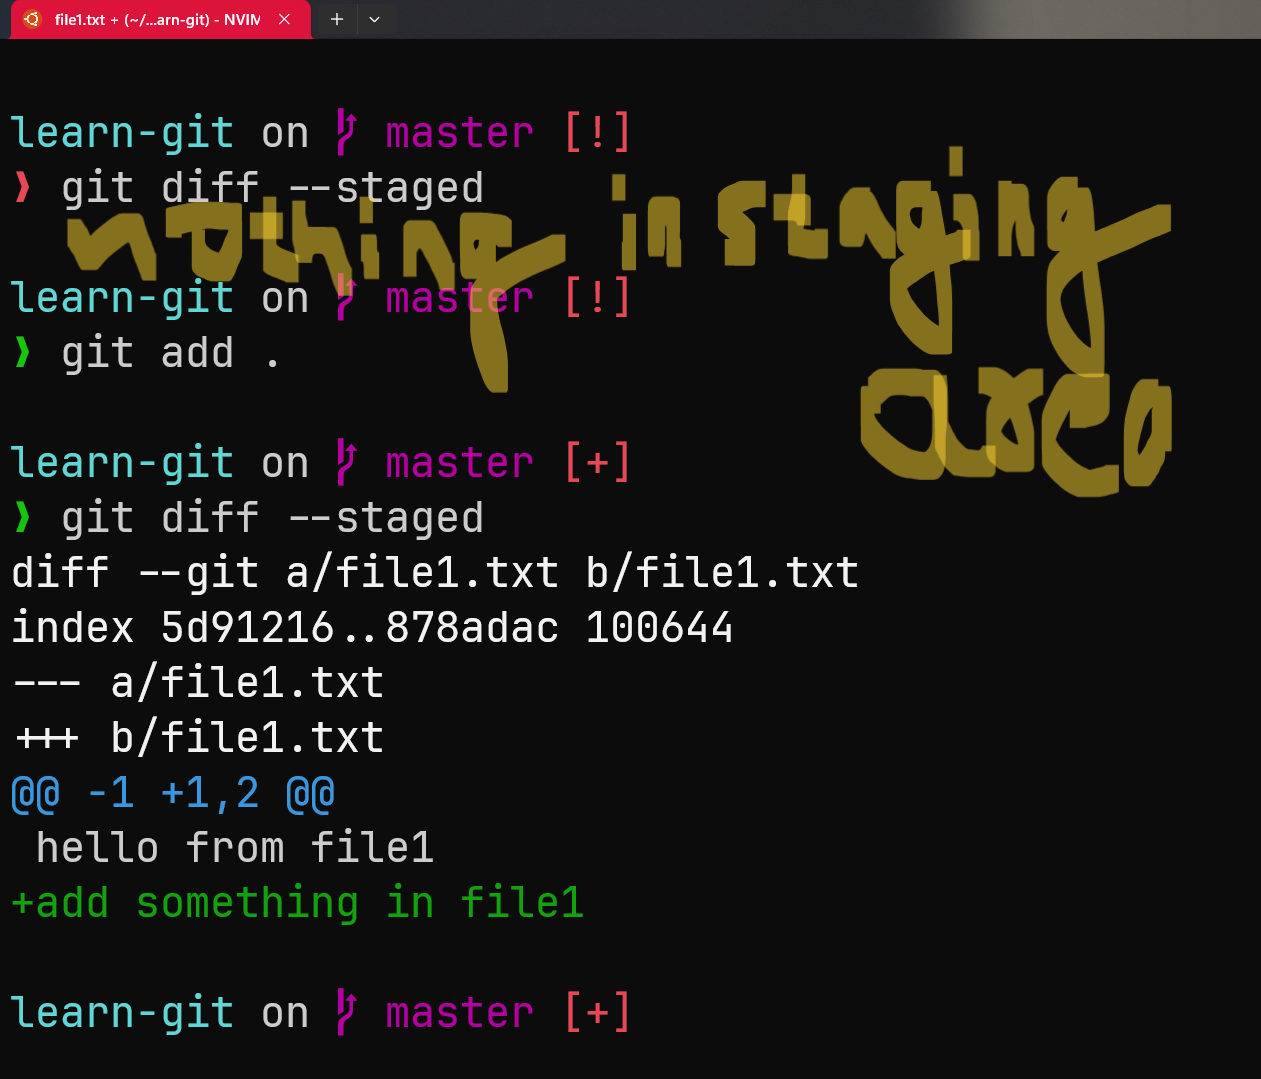 file1.txt + (~/...arn-git) - NVIM
learn-git on master [!]
❯ git diff --staged
nothing in staging
learn-git on master [!]
❯ git add .
area
learn-git on master [+]
❯ git diff --staged
diff --git a/file1.txt b/file1.txt
index 5d91216..878adac 100644
--- a/file1.txt
+++ b/file1.txt
@@ -1 +1,2 @@
 hello from file1
+add something in file1
learn-git on master [+]